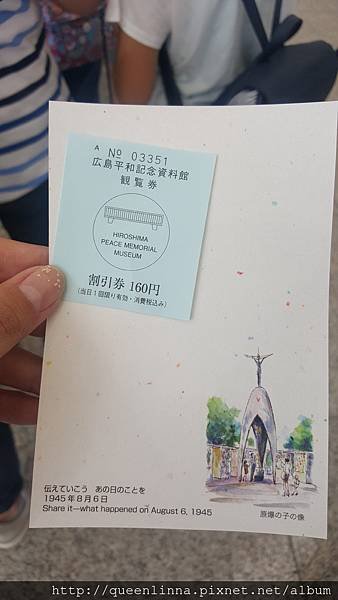 A № 03351
広島平和記念資料館
観覧券
HIROSHIMA
PEACE MEMORIAL
MUSEUM
割引券 160円
(当日1回限り有効・消費税込み)
伝えていこう あの日のことを
1945年8月6日
Share it—what happened on August 6, 1945
原爆の子の像
http://queenlinna.pixnet.net/album